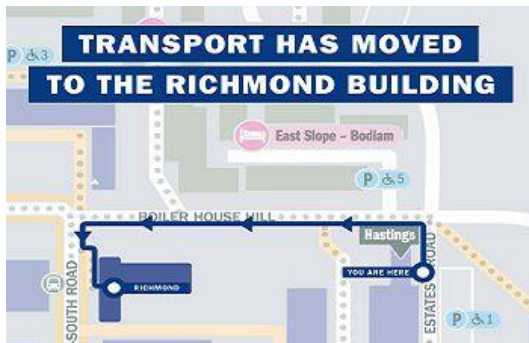 TRANSPORT HAS MOVED
TO THE RICHMOND BUILDING
P 3
East Slope – Bodiam
P 5
BOILER HOUSE HILL
Hastings
YOU ARE HERE
RICHMOND
SOUTH ROAD
ESTATES ROAD
P 1